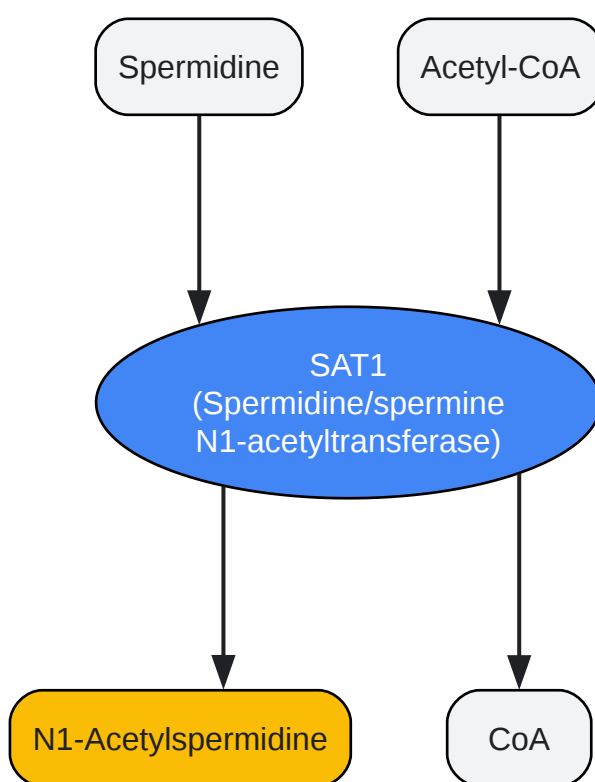 Spermidine
Acetyl-CoA
SAT1
(Spermidine/spermine
N1-acetyltransferase)
N1-Acetylspermidine
CoA